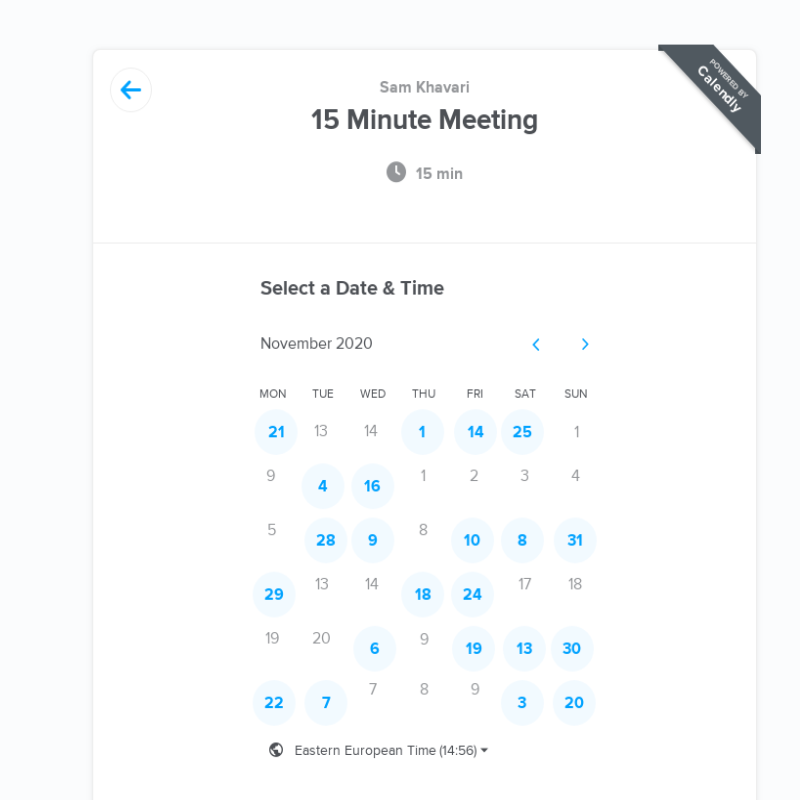 POWERED BY
Calendly
Sam Khavari
15 Minute Meeting
15 min
Select a Date & Time
November 2020
MON TUE WED THU FRI SAT SUN
21 13 14 1 14 25 1
9 4 16 1 2 3 4
5 28 9 8 10 8 31
29 13 14 18 24 17 18
19 20 6 9 19 13 30
22 7 7 8 9 3 20
Eastern European Time (14:56)